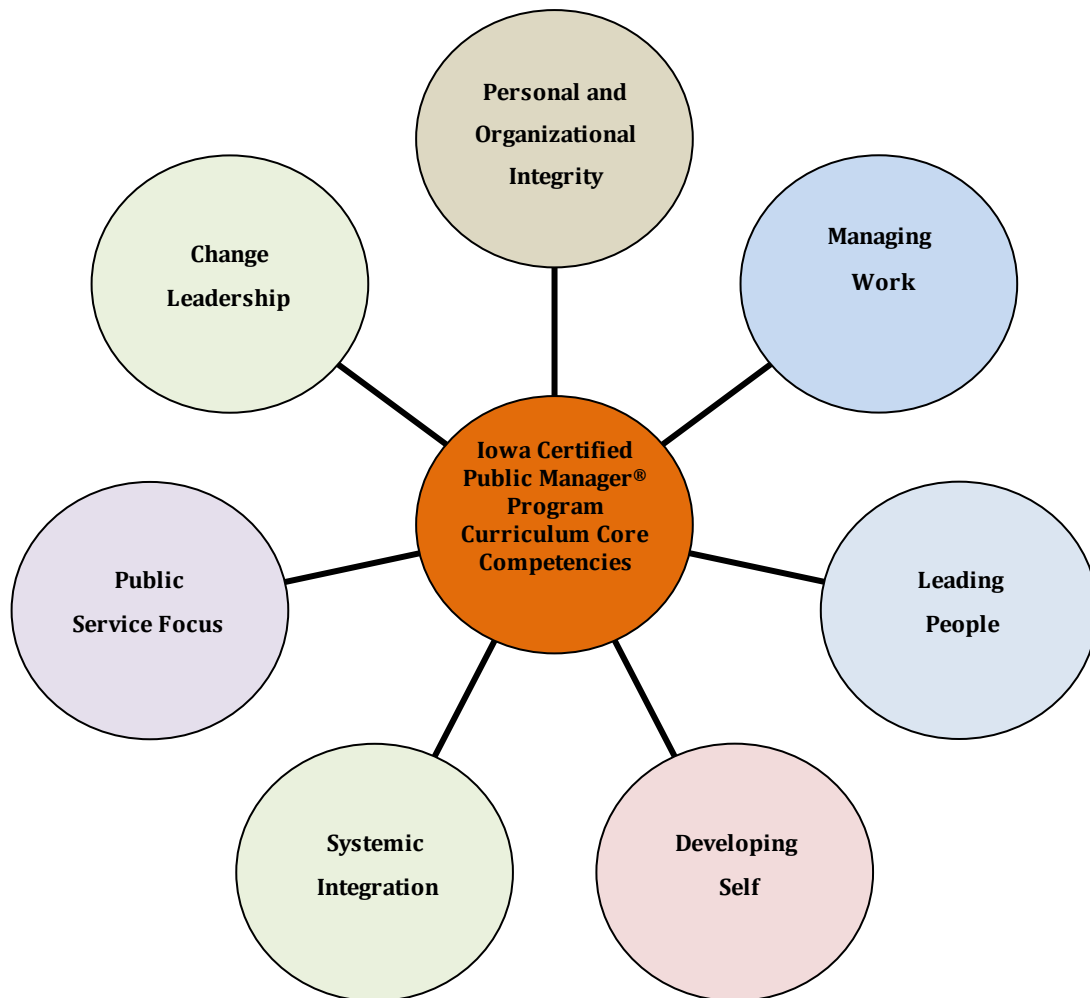 Personal and
Organizational
Integrity
Managing
Work
Leading
People
Developing
Self
Systemic
Integration
Public
Service Focus
Change
Leadership
Iowa Certified
Public Manager®
Program
Curriculum Core
Competencies